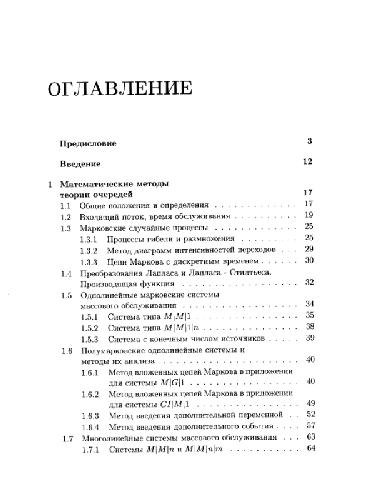 ОГЛАВЛЕНИЕ
Предисловие 3
Введение 12
1 Математические методы
теории очередей 17
1.1 Общие положения и определения . . . . . . . . . . . . 17
1.2 Входящий поток, время обслуживания . . . . . . . . . 19
1.3 Марковские случайные процессы . . . . . . . . . . . . 25
1.3.1 Процессы гибели и размножения . . . . . . . . 25
1.3.2 Метод диаграмм интенсивностей переходов . . . 29
1.3.3 Цепи Маркова с дискретным временем . . . . . 30
1.4 Преобразования Лапласа и Лапласа - Стилтьеса.
Производящая функция . . . . . . . . . . . . . . . . 32
1.5 Однолинейные марковские системы
массового обслуживания . . . . . . . . . . . . . . . . 34
1.5.1 Система типа M|M|1 . . . . . . . . . . . . . . 35
1.5.2 Система типа M|M|1|n . . . . . . . . . . . . . 38
1.5.3 Система с конечным числом источников . . . . 39
1.6 Полумарковские однолинейные системы и
методы их анализа . . . . . . . . . . . . . . . . . . . 40
1.6.1 Метод вложенных цепей Маркова в приложении
для системы M|G|1 . . . . . . . . . . . . . . . 40
1.6.2 Метод вложенных цепей Маркова в приложении
для системы GI|M|1 . . . . . . . . . . . . . . . 49
1.6.3 Метод введения дополнительной переменной . . 52
1.6.4 Метод введения дополнительного события . . . 57
1.7 Многолинейные системы массового обслуживания . . . 63
1.7.1 Системы M|M|n и M|M|n|m . . . . . . . . . . 64